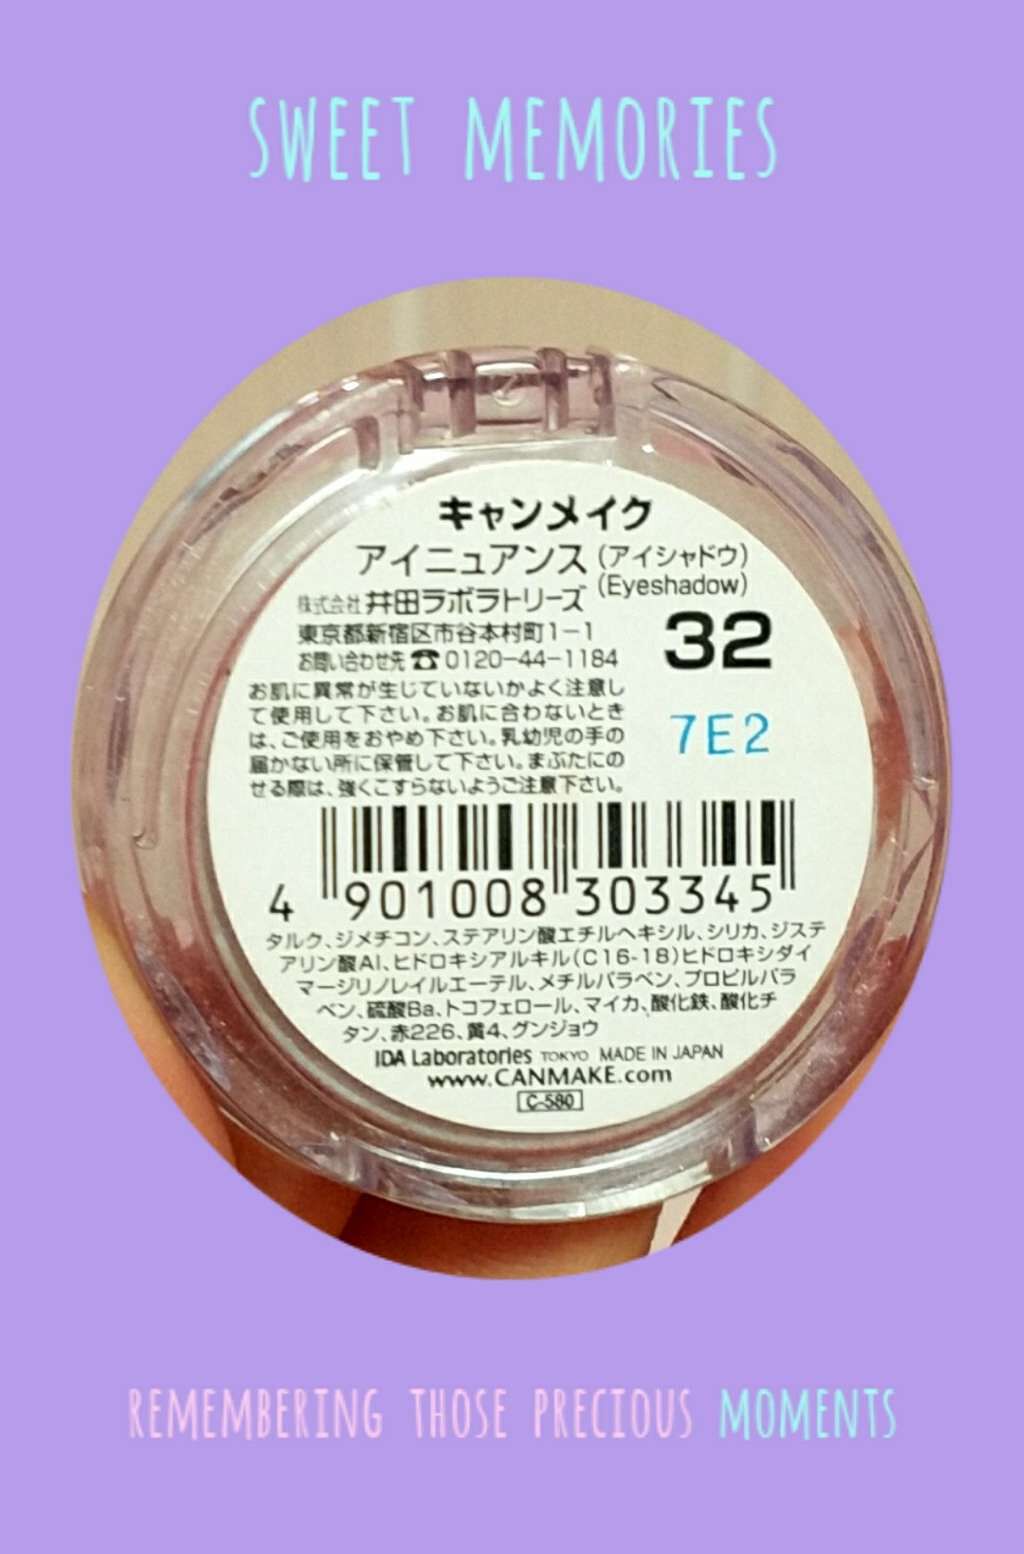 SWEET MEMORIES
キャンメイク
アイニュアンス (アイシャドウ)
(Eyeshadow)
株式会社 井田ラボラトリーズ
32
東京都新宿区市谷本村町1-1
お問い合わせ先 ☎ 0120-44-1184
お肌に異常が生じていないかよく注意し
て使用して下さい。お肌に合わないとき
は、ご使用をおやめ下さい。乳幼児の手の
届かない所に保管して下さい。まぶたにの
せる際は、強くこすらないようご注意下さい。
7E2
4 901008 303345
タルク、ジメチコン、ステアリン酸エチルヘキシル、シリカ、ジステ
アリン酸Al、ヒドロキシアルキル(C16-18)ヒドロキシダイ
マージリノレイルエーテル、メチルパラベン、プロピルパラ
ベン、硫酸Ba、トコフェロール、マイカ、酸化鉄、酸化チ
タン、赤226、黄4、グンジョウ
IDA Laboratories TOKYO MADE IN JAPAN
www.CANMAKE.com
C-580
REMEMBERING THOSE PRECIOUS MOMENTS